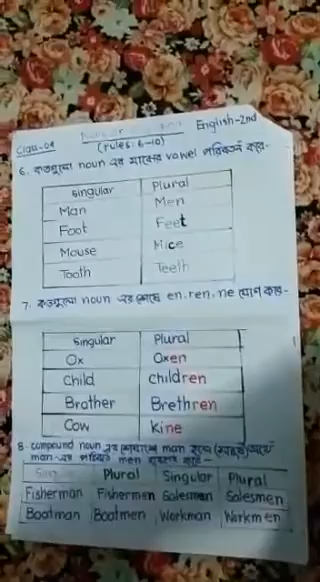 Class-04
English-2nd
(rules: 6-10)
6. কতগুলো noun এর মাঝের vowel পরিবর্তন করে-
Singular Plural
Man Men
Foot Feet
Mouse Mice
Tooth Teeth
7. কতগুলো noun এর শেষে en, ren, ne যোগ করে-
Singular Plural
Ox Oxen
Child Children
Brother Brethren
Cow Kine
8. compound noun এর শেষাংশে man
man-এর পরিবর্তে men
Plural Singular Plural
Fisherman Fishermen Salesman Salesmen
Boatman Boatmen Workman Workmen